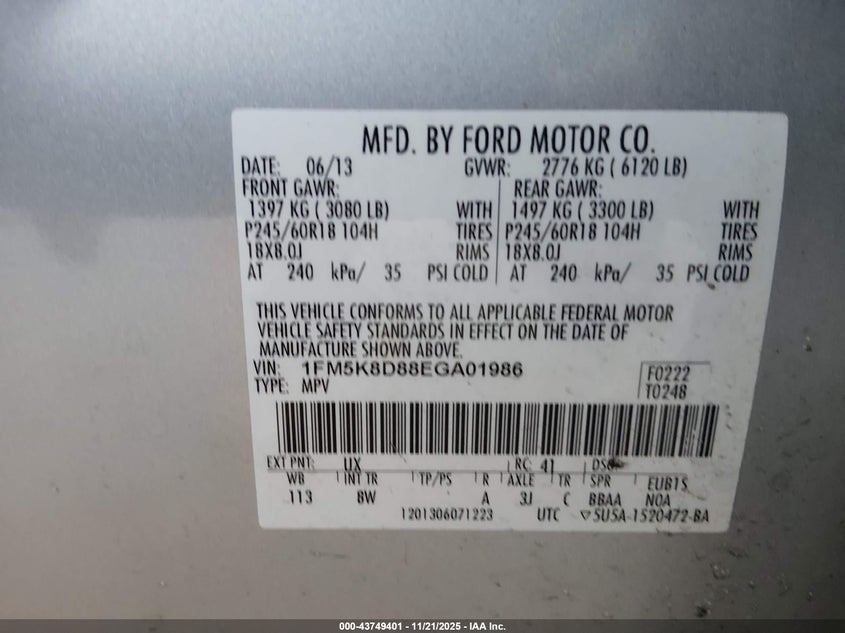 MFD. BY FORD MOTOR CO.
DATE: 06/13 GVWR: 2776 KG ( 6120 LB)
FRONT GAWR: REAR GAWR:
1397 KG ( 3080 LB) WITH 1497 KG ( 3300 LB) WITH
P245/60R18 104H TIRES P245/60R18 104H TIRES
18X8.0J RIMS 18X8.0J RIMS
AT 240 kPa/ 35 PSI COLD AT 240 kPa/ 35 PSI COLD
THIS VEHICLE CONFORMS TO ALL APPLICABLE FEDERAL MOTOR
VEHICLE SAFETY STANDARDS IN EFFECT ON THE DATE OF
MANUFACTURE SHOWN ABOVE.
VIN: 1FM5K8D88EGA01986 F0222
TYPE: MPV T0248
EXT PNT: UX RC: 41 DSO:
WB INT TR TP/PS R AXLE TR SPR EUBTS
113 8W A 3J C BBAA NOA
1201306071223 UTC ▽5U5A-1520472-BA
000-43749401 - 11/21/2025 - IAA Inc.